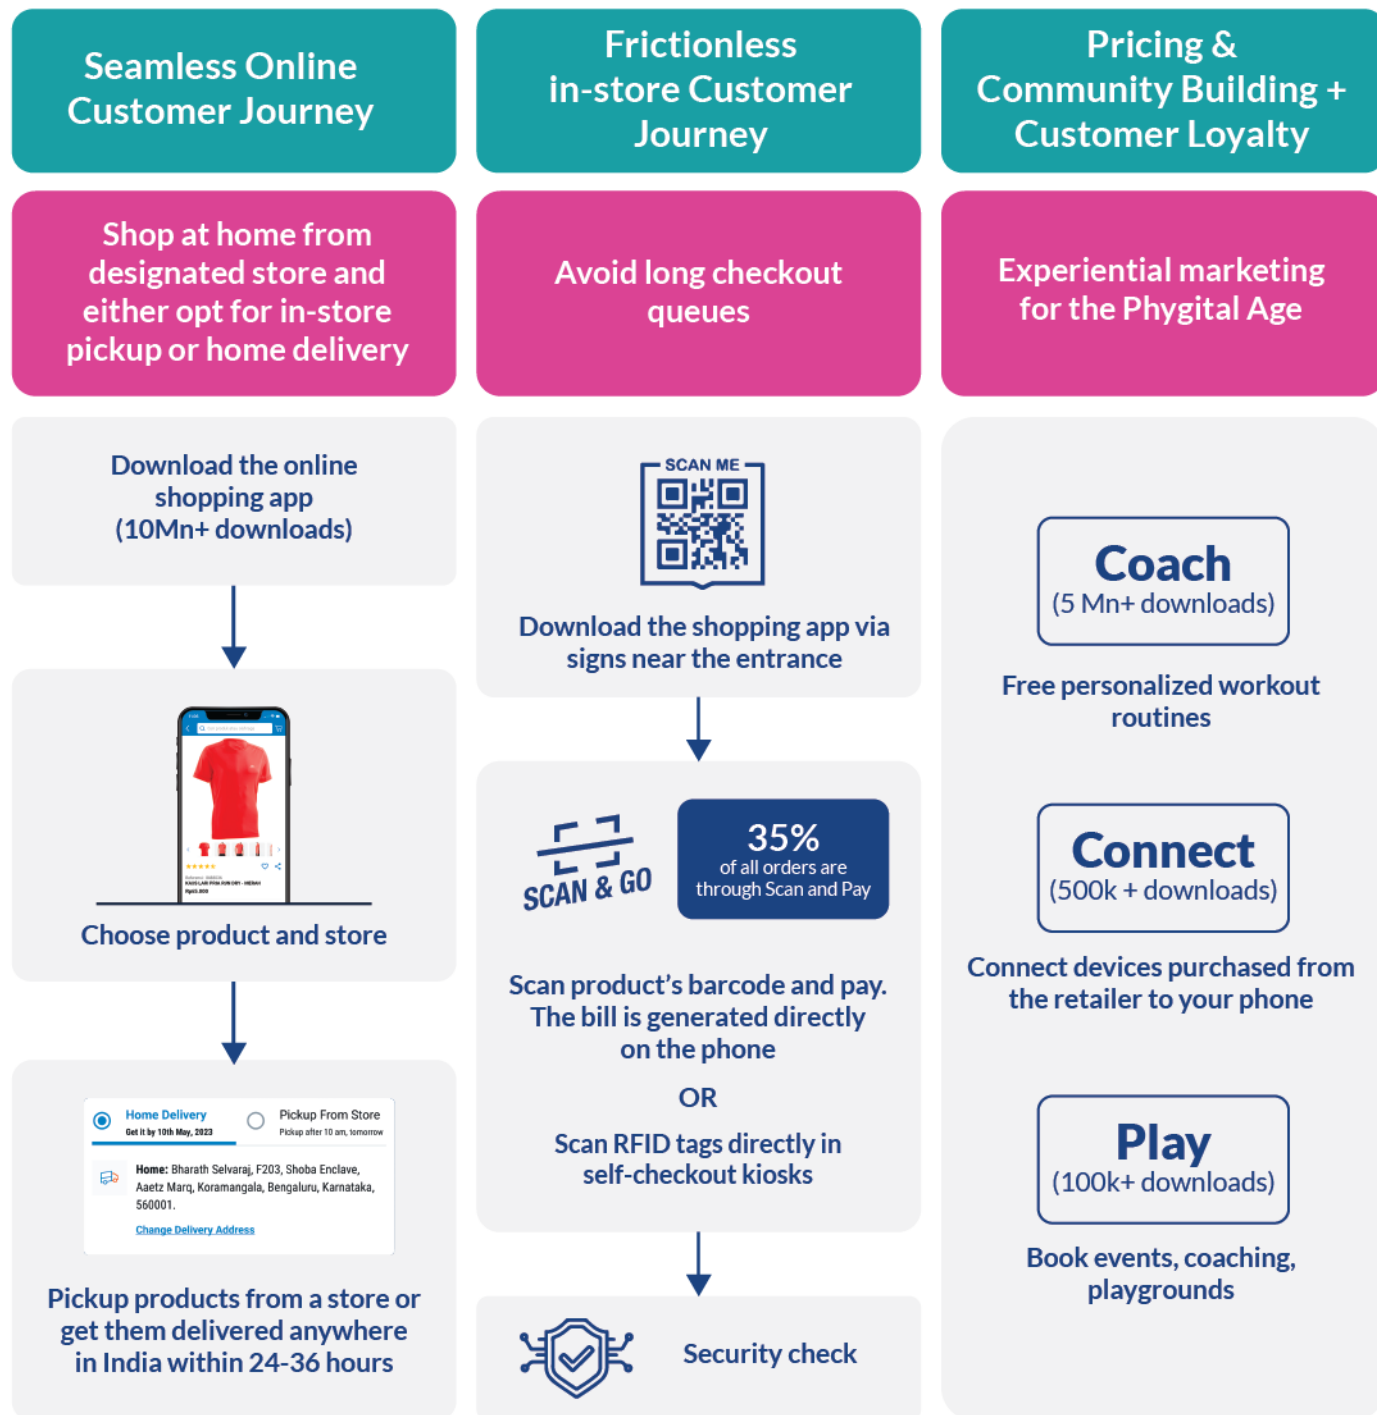 Seamless Online
Customer Journey
Shop at home from
designated store and
either opt for in-store
pickup or home delivery
Download the online
shopping app
(10Mn+ downloads)
Choose product and store
Home Delivery
Get it by 10th May, 2023
Pickup From Store
Pickup after 10 am, tomorrow
Home: Bharath Selvaraj, F203, Shoba Enclave,
Aaetz Marq, Koramangala, Bengaluru, Karnataka,
560001.
Change Delivery Address
Pickup products from a store or
get them delivered anywhere
in India within 24-36 hours
Frictionless
in-store Customer
Journey
Avoid long checkout
queues
SCAN ME
Download the shopping app via
signs near the entrance
SCAN & GO
35%
of all orders are
through Scan and Pay
Scan product's barcode and pay.
The bill is generated directly
on the phone
OR
Scan RFID tags directly in
self-checkout kiosks
Security check
Pricing &
Community Building +
Customer Loyalty
Experiential marketing
for the Phygital Age
Coach
(5 Mn+ downloads)
Free personalized workout
routines
Connect
(500k + downloads)
Connect devices purchased from
the retailer to your phone
Play
(100k+ downloads)
Book events, coaching,
playgrounds